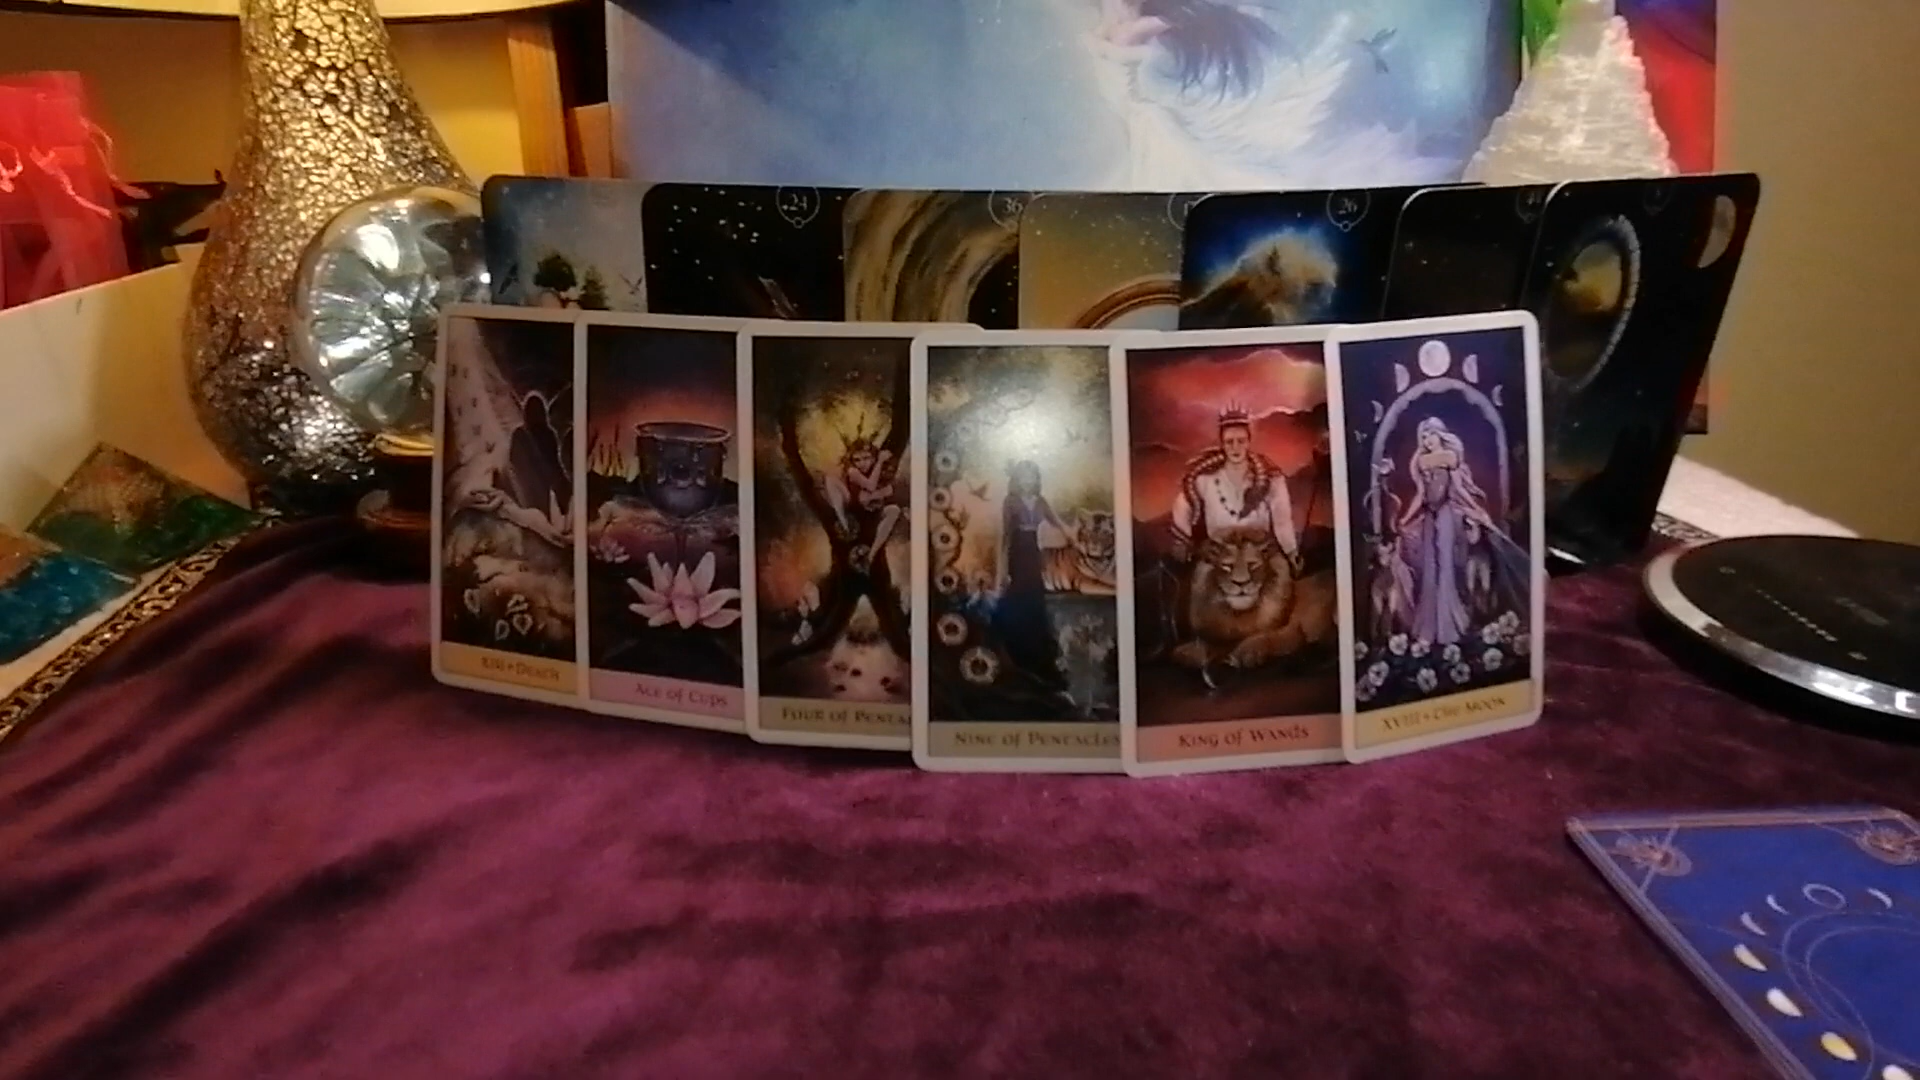 24
36
26
XIII + Death
Ace of Cups
Four of Penta
Nine of Pentacles
King of Wands
XVIII + The Moon